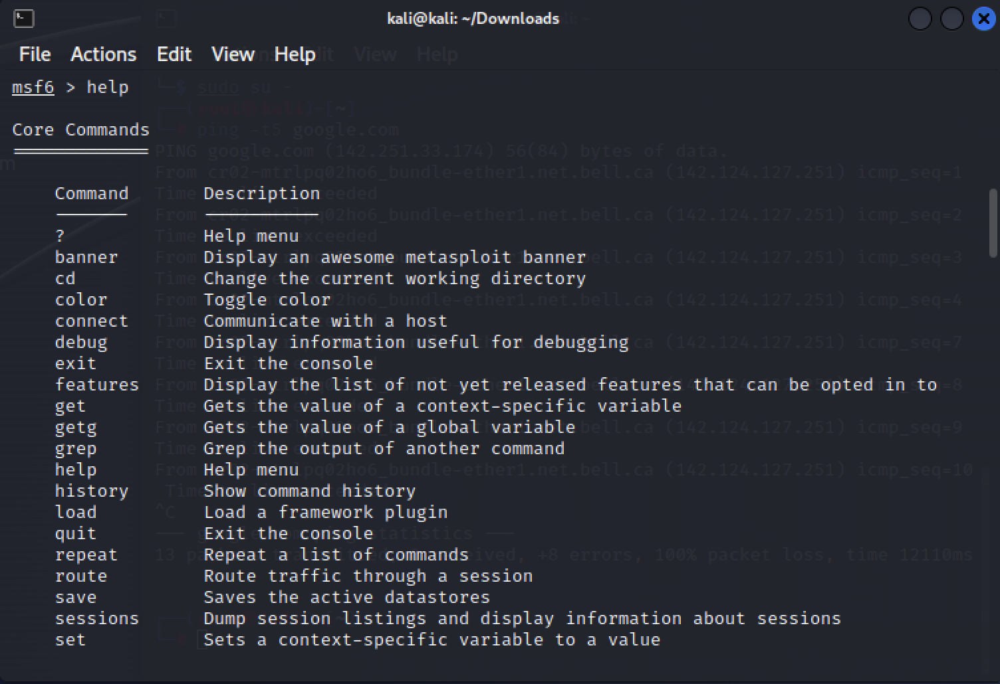 kali@kali: ~/Downloads
File Actions Edit View Help
msf6 > help
Core Commands
Command Description
? Help menu
banner Display an awesome metasploit banner
cd Change the current working directory
color Toggle color
connect Communicate with a host
debug Display information useful for debugging
exit Exit the console
features Display the list of not yet released features that can be opted in to
get Gets the value of a context-specific variable
getg Gets the value of a global variable
grep Grep the output of another command
help Help menu
history Show command history
load Load a framework plugin
quit Exit the console
repeat Repeat a list of commands
route Route traffic through a session
save Saves the active datastores
sessions Dump session listings and display information about sessions
set Sets a context-specific variable to a value